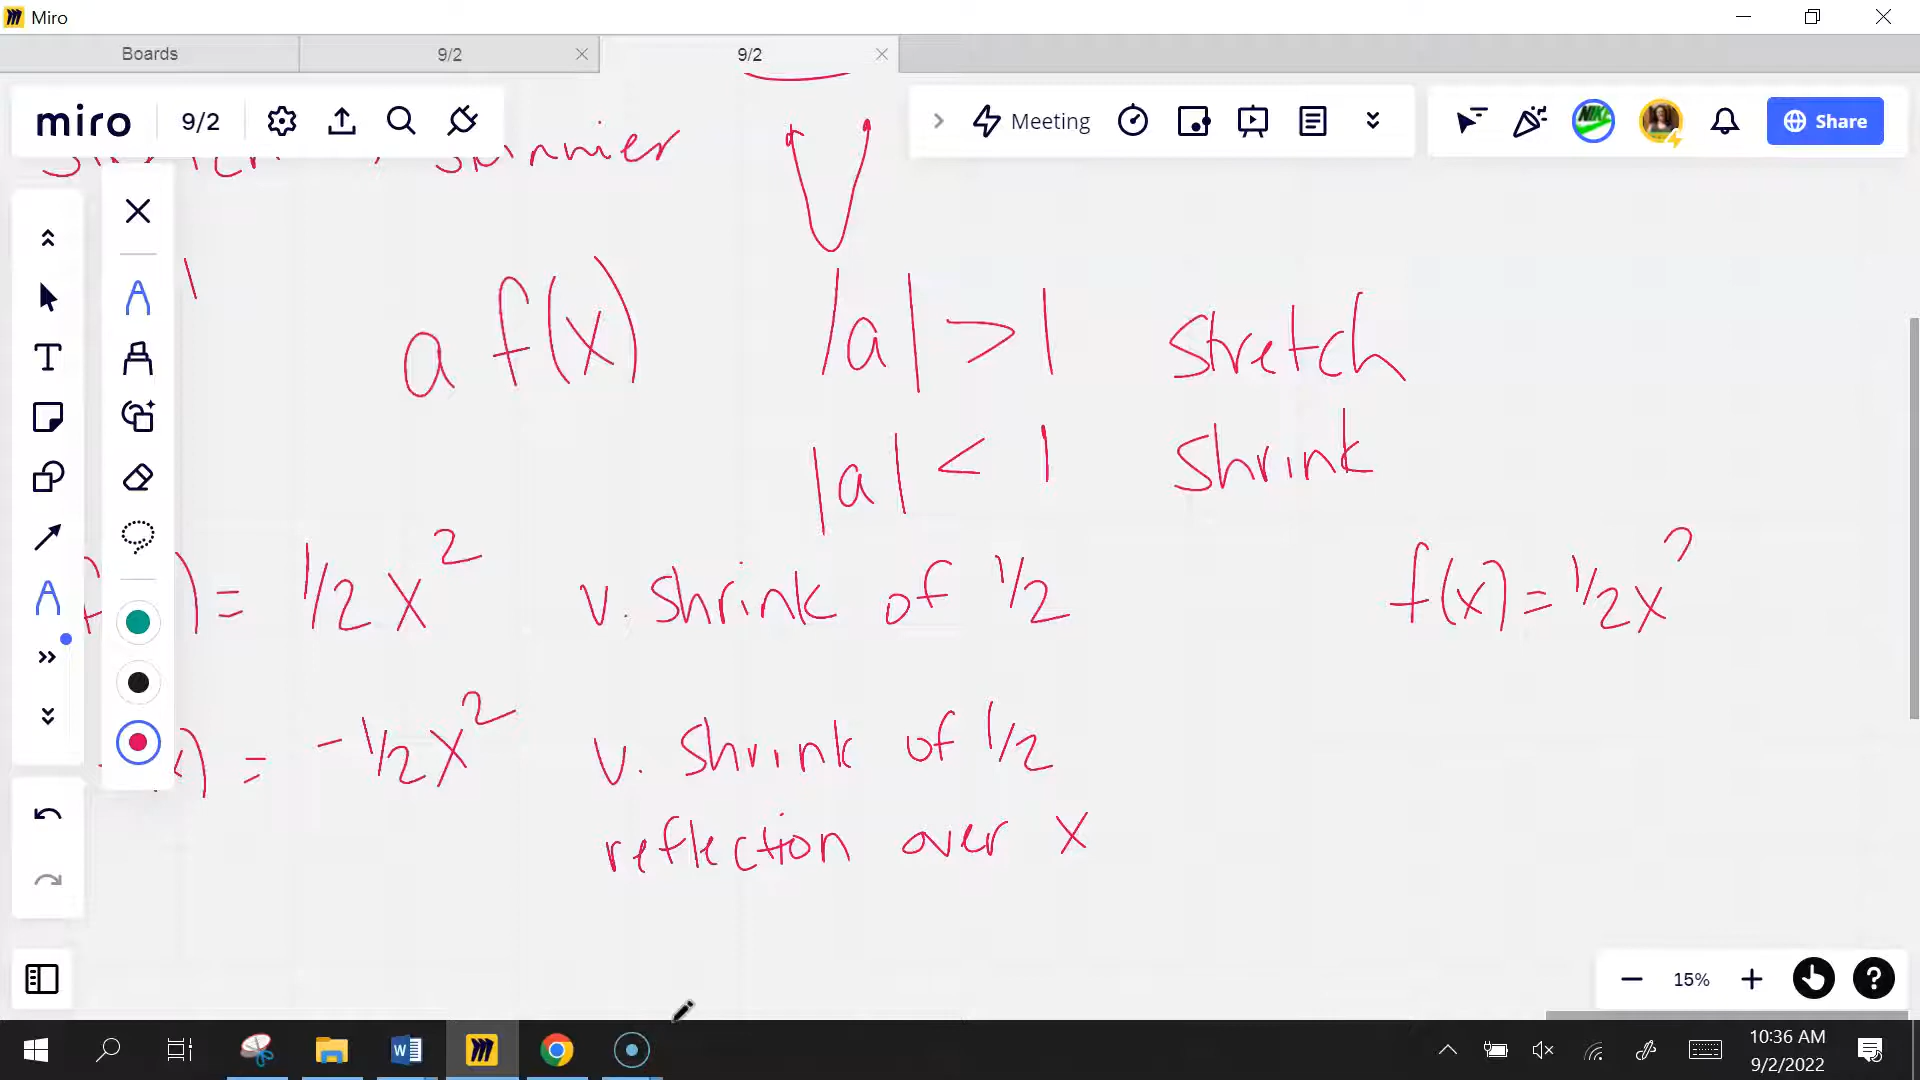 Miro
Boards 9/2 9/2
miro 9/2 Meeting Share
skinnier
a f(x) |a| > 1 stretch
|a| < 1 shrink
) = 1/2 x² v. shrink of 1/2 f(x) = 1/2 x²
) = - 1/2 x² v. shrink of 1/2
reflection over x
15%
10:36 AM
9/2/2022